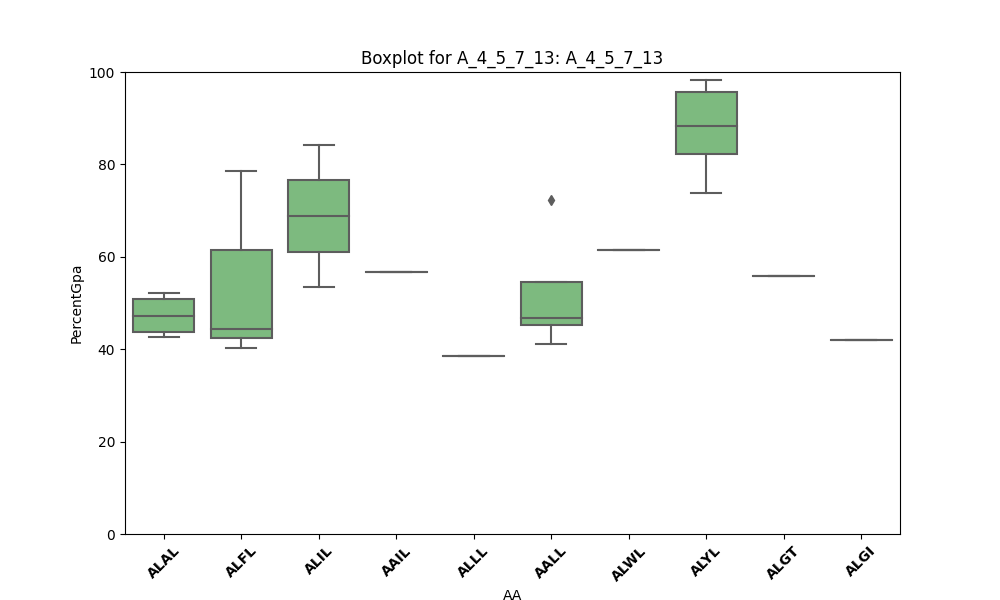 Boxplot for A_4_5_7_13: A_4_5_7_13
100
80
60
40
20
0
PercentGpa
ALAL ALFL ALIL AAIL ALLL AALL ALWL ALYL ALGT ALGI
AA